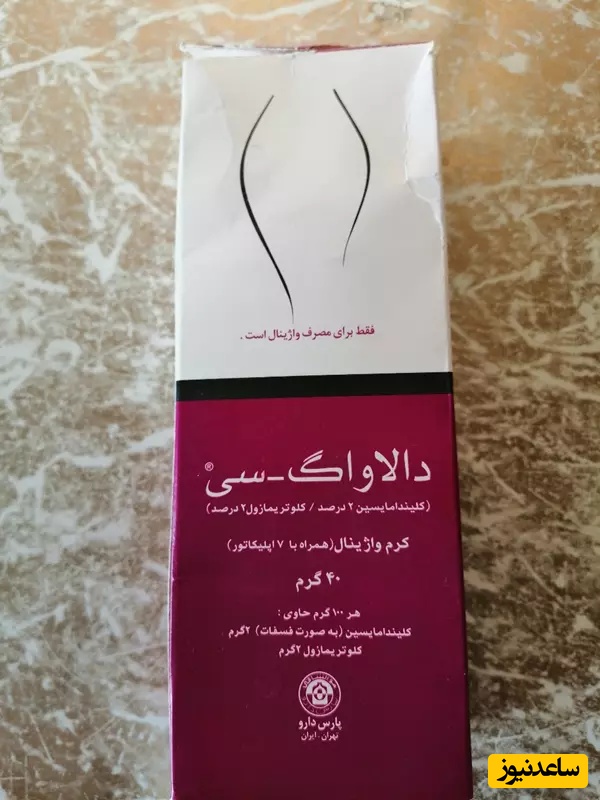 فقط برای مصرف واژینال است .
دالاواگ-سی®
(کلیندامایسین ۲ درصد / کلوتریمازول ۲ درصد)
کرم واژینال (همراه با ۷ اپلیکاتور)
۴۰ گرم
هر ۱۰۰ گرم حاوی :
کلیندامایسین (به صورت فسفات) ۲گرم
کلوتریمازول ۲گرم
پارس دارو
تهران - ایران
ساعدنیوز